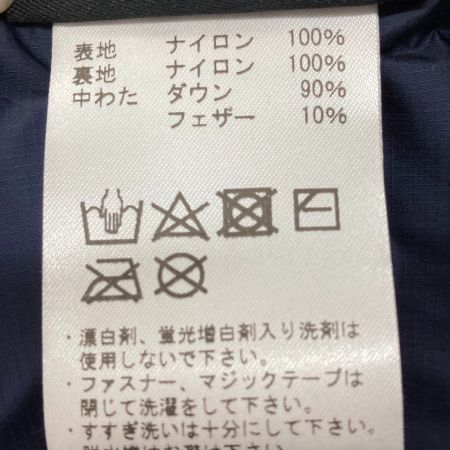 表地 ナイロン 100%
裏地 ナイロン 100%
中わた ダウン 90%
フェザー 10%
・漂白剤、蛍光増白剤入り洗剤は
使用しないで下さい。
・ファスナー、マジックテープは
閉じて洗濯をして下さい。
・すすぎ洗いは十分にして下さい。